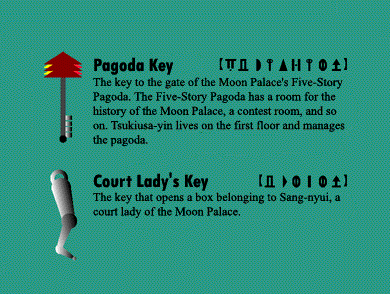 Pagoda Key
The key to the gate of the Moon Palace's Five-Story
Pagoda. The Five-Story Pagoda has a room for the
history of the Moon Palace, a contest room, and so
on. Tsukiusa-yin lives on the first floor and manages
the pagoda.
Court Lady's Key
The key that opens a box belonging to Sang-nyui, a
court lady of the Moon Palace.